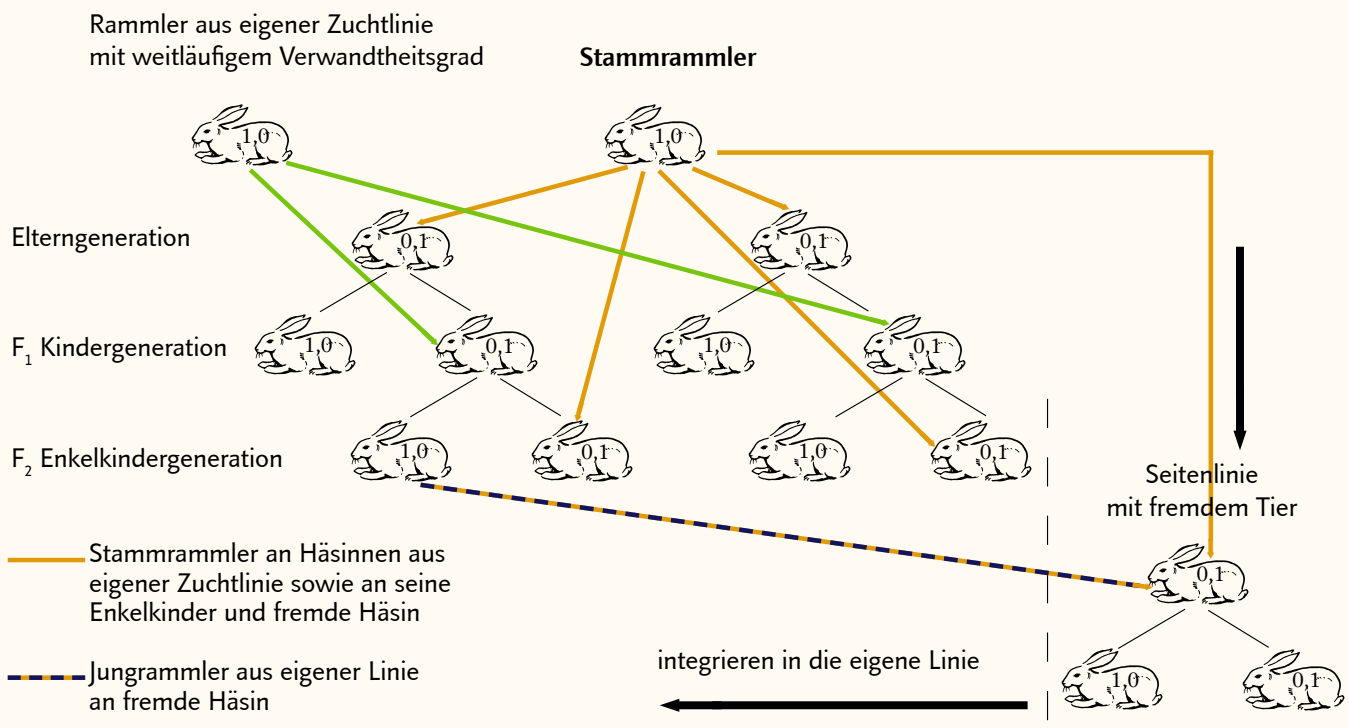 Rammler aus eigener Zuchtlinie
mit weitläufigem Verwandtheitsgrad
Stammrammler
1,0
1,0
Elterngeneration
0,1
0,1
F₁ Kindergeneration
1,0
0,1
1,0
0,1
F₂ Enkelkindergeneration
1,0
0,1
1,0
0,1
Seitenlinie
mit fremdem Tier
Stammrammler an Häsinnen aus
eigener Zuchtlinie sowie an seine
Enkelkinder und fremde Häsin
0,1
Jungrammler aus eigener Linie
an fremde Häsin
integrieren in die eigene Linie
1,0
0,1